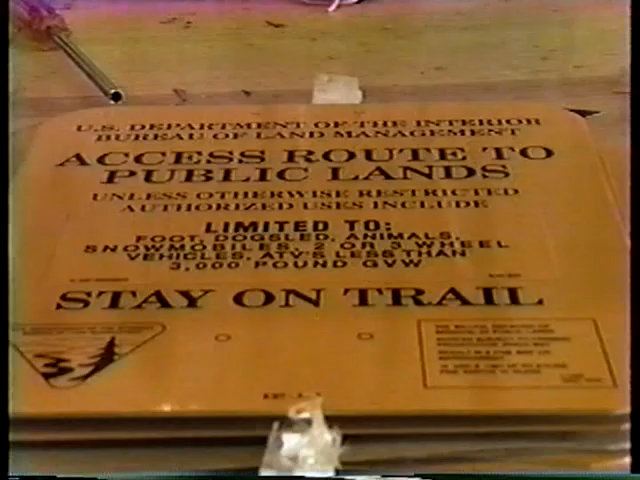 U.S. DEPARTMENT OF THE INTERIOR
BUREAU OF LAND MANAGEMENT
ACCESS ROUTE TO
PUBLIC LANDS
UNLESS OTHERWISE RESTRICTED
AUTHORIZED USES INCLUDE
LIMITED TO:
FOOT, DOGSLED, ANIMALS,
SNOWMOBILES, 2 OR 3 WHEEL
VEHICLES, ATV'S LESS THAN
3,000 POUND GVW
STAY ON TRAIL